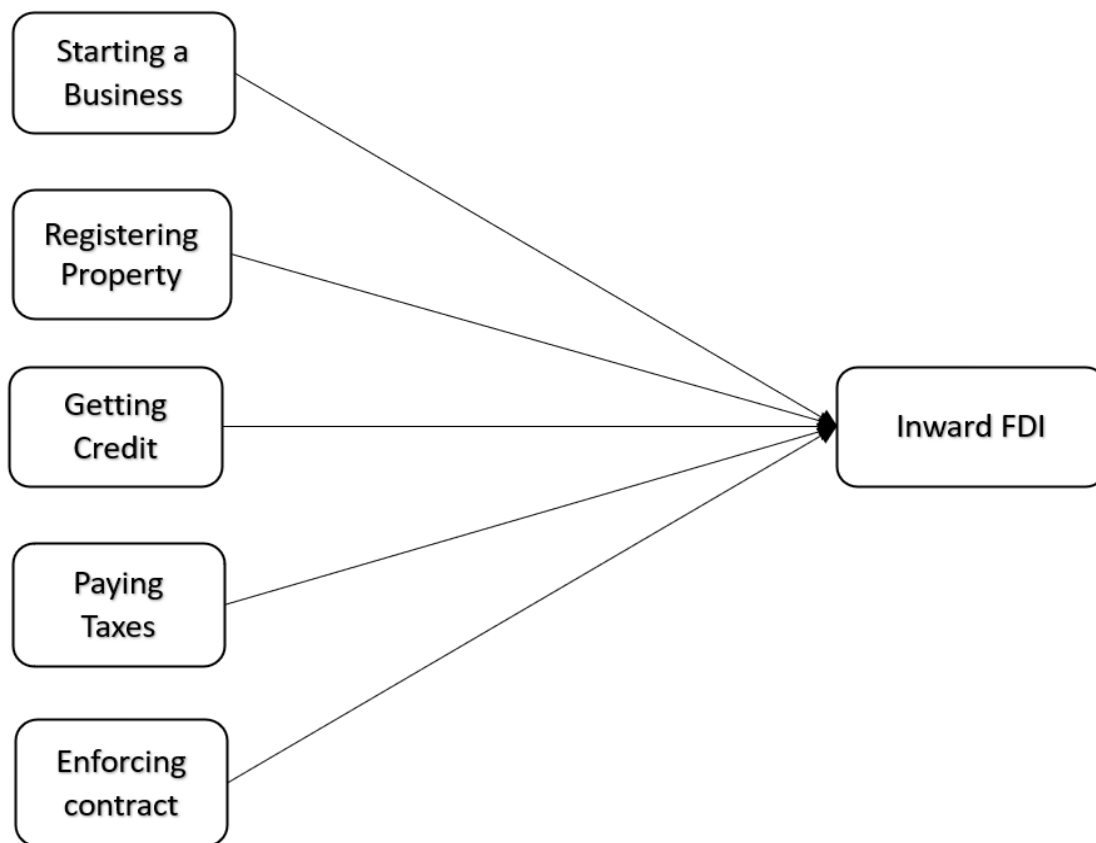 Starting a
Business
Registering
Property
Getting
Credit
Inward FDI
Paying
Taxes
Enforcing
contract